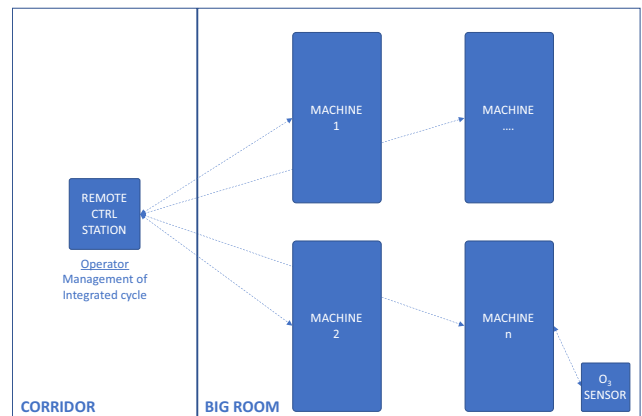 MACHINE
1
MACHINE
....
REMOTE
CTRL
STATION
Operator
Management of
Integrated cycle
MACHINE
2
MACHINE
n
O₃
SENSOR
CORRIDOR
BIG ROOM